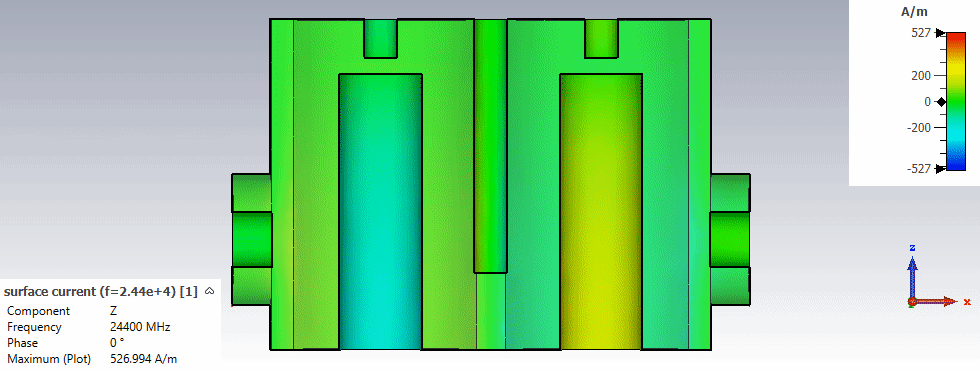 A/m
527
200
0
-200
-527
z
x
surface current (f=2.44e+4) [1]
Component Z
Frequency 24400 MHz
Phase 0 °
Maximum (Plot) 526.994 A/m